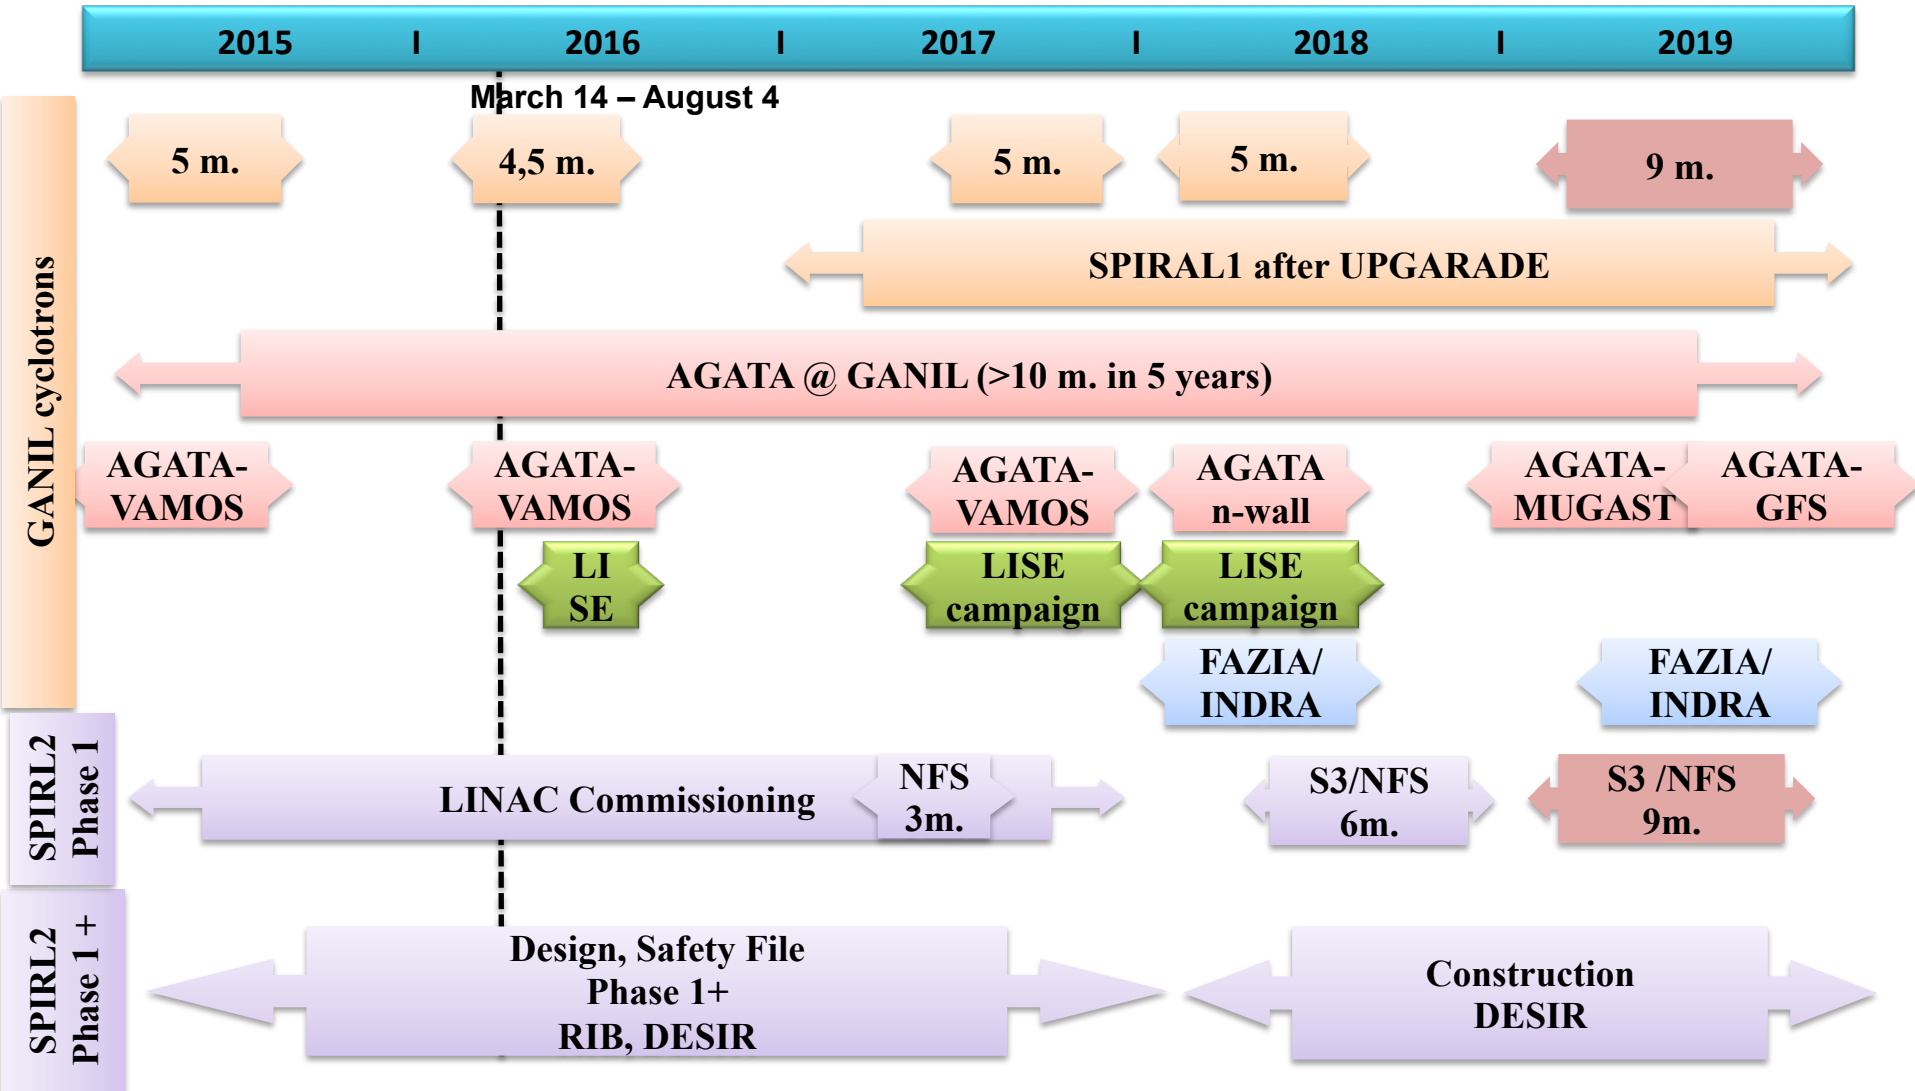 2015 I 2016 I 2017 I 2018 I 2019
March 14 – August 4
GANIL cyclotrons
5 m.
4,5 m.
5 m.
5 m.
9 m.
SPIRAL1 after UPGARADE
AGATA @ GANIL (>10 m. in 5 years)
AGATA-
VAMOS
AGATA-
VAMOS
AGATA-
VAMOS
AGATA
n-wall
AGATA-
MUGAST
AGATA-
GFS
LI
SE
LISE
campaign
LISE
campaign
FAZIA/
INDRA
FAZIA/
INDRA
SPIRL2
Phase 1
LINAC Commissioning
NFS
3m.
S3/NFS
6m.
S3 /NFS
9m.
SPIRL2
Phase 1 +
Design, Safety File
Phase 1+
RIB, DESIR
Construction
DESIR